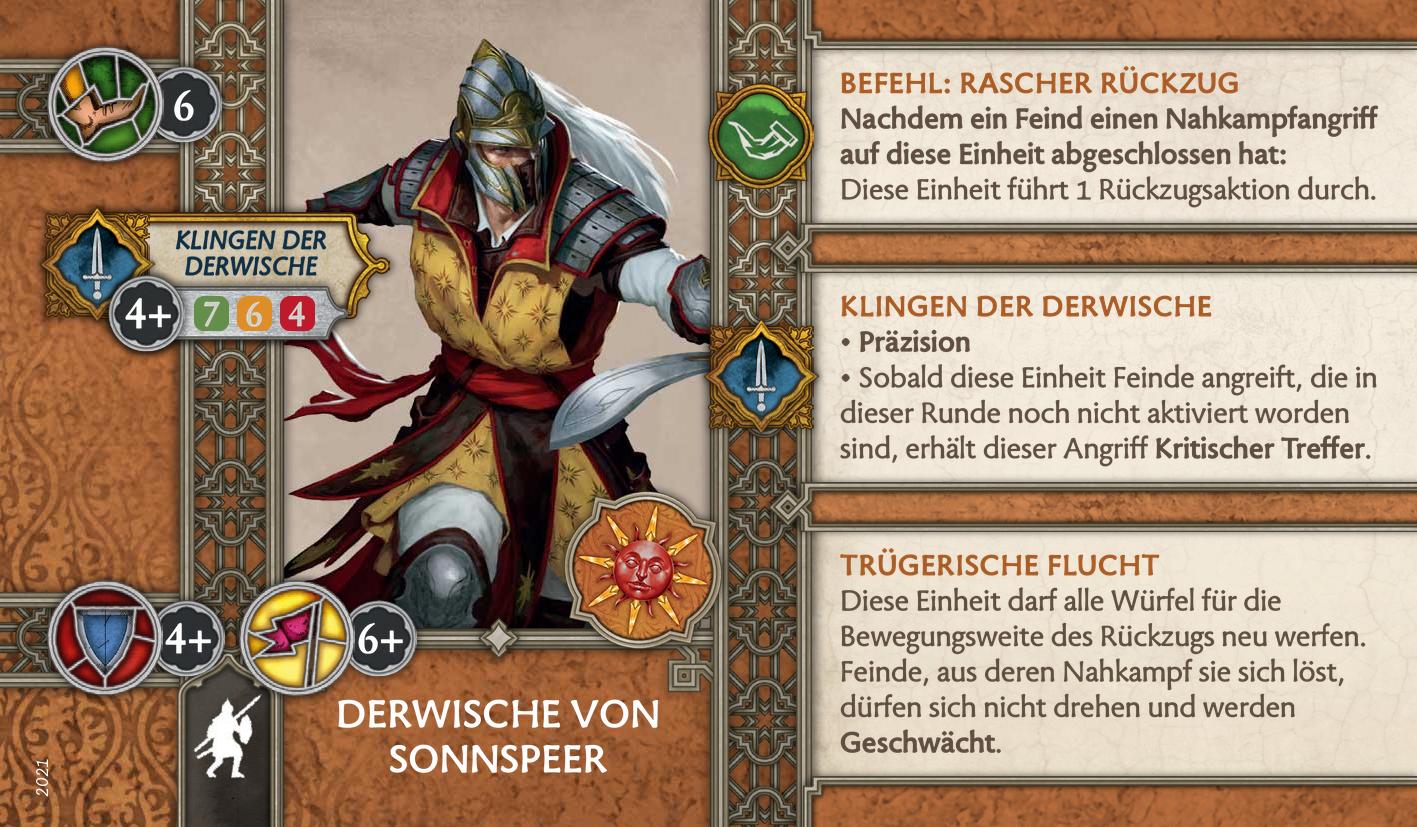 6
KLINGEN DER
DERWISCHE
4+ 7 6 4
4+ 6+
DERWISCHE VON
SONNSPEER
2021
BEFEHL: RASCHER RÜCKZUG
Nachdem ein Feind einen Nahkampfangriff
auf diese Einheit abgeschlossen hat:
Diese Einheit führt 1 Rückzugsaktion durch.
KLINGEN DER DERWISCHE
• Präzision
• Sobald diese Einheit Feinde angreift, die in
dieser Runde noch nicht aktiviert worden
sind, erhält dieser Angriff Kritischer Treffer.
TRÜGERISCHE FLUCHT
Diese Einheit darf alle Würfel für die
Bewegungsweite des Rückzugs neu werfen.
Feinde, aus deren Nahkampf sie sich löst,
dürfen sich nicht drehen und werden
Geschwächt.